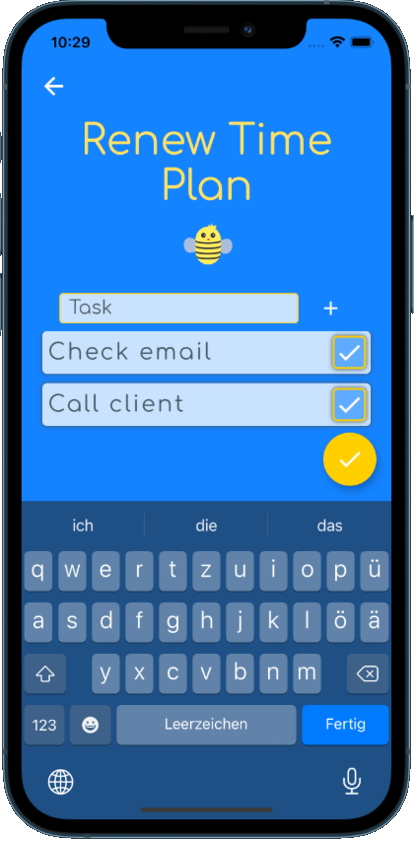 10:29
Renew Time
Plan
Task +
Check email
Call client
ich die das
q w e r t z u i o p ü
a s d f g h j k l ö ä
y x c v b n m
123 Leerzeichen Fertig